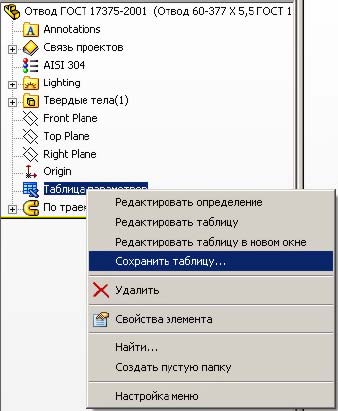 Отвод ГОСТ 17375-2001 (Отвод 60-377 X 5,5 ГОСТ 1
Annotations
Связь проектов
AISI 304
Lighting
Твердые тела(1)
Front Plane
Top Plane
Right Plane
Origin
Таблица параметров
По трае
Редактировать определение
Редактировать таблицу
Редактировать таблицу в новом окне
Сохранить таблицу...
Удалить
Свойства элемента
Найти...
Создать пустую папку
Настройка меню